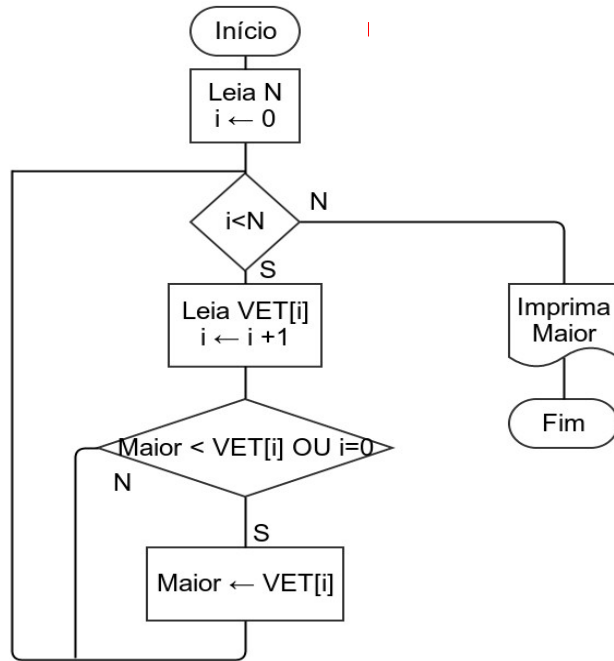 Início
Leia N
i ← 0
i<N
N
S
Leia VET[i]
i ← i +1
Imprima
Maior
Fim
Maior < VET[i] OU i=0
N
S
Maior ← VET[i]